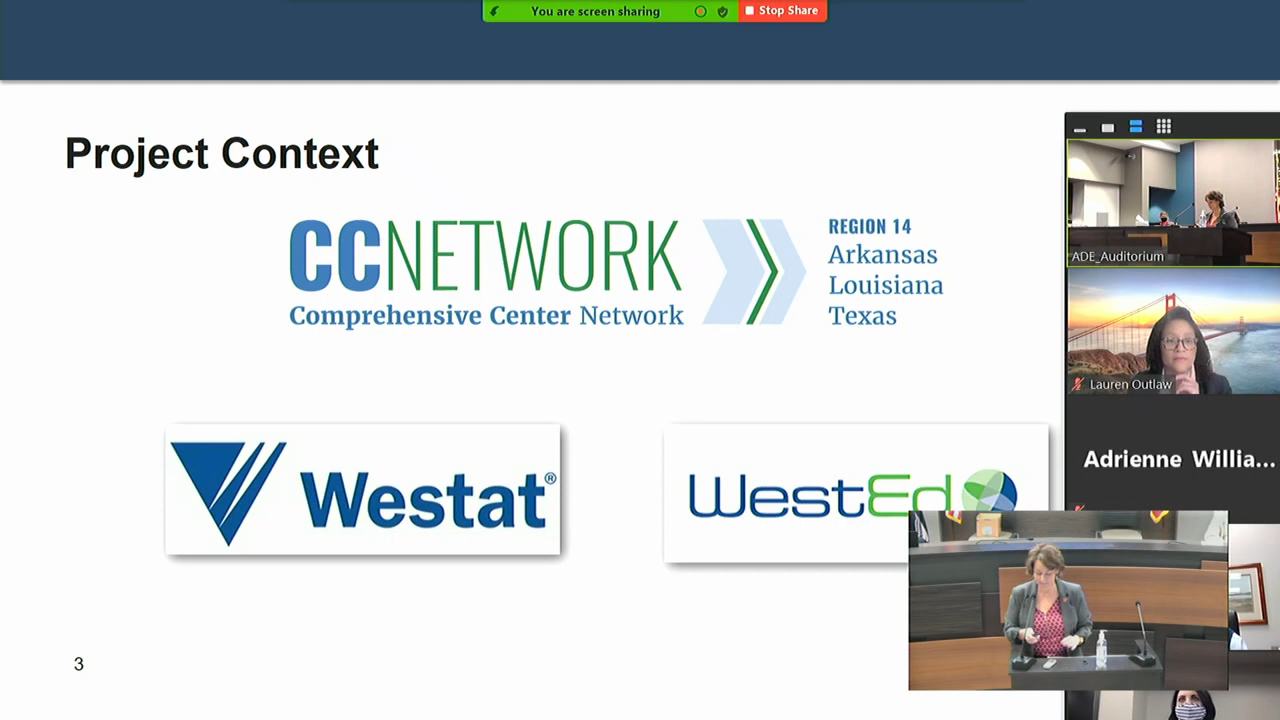 You are screen sharing
Stop Share
Project Context
CCNETWORK
Comprehensive Center Network
REGION 14
Arkansas
Louisiana
Texas
Westat®
WestEd
3
ADE_Auditorium
Lauren Outlaw
Adrienne Willia...